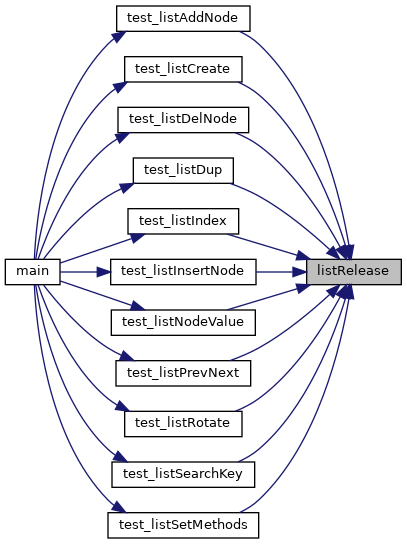 test_listAddNode
test_listCreate
test_listDelNode
test_listDup
test_listIndex
main
test_listInsertNode
listRelease
test_listNodeValue
test_listPrevNext
test_listRotate
test_listSearchKey
test_listSetMethods